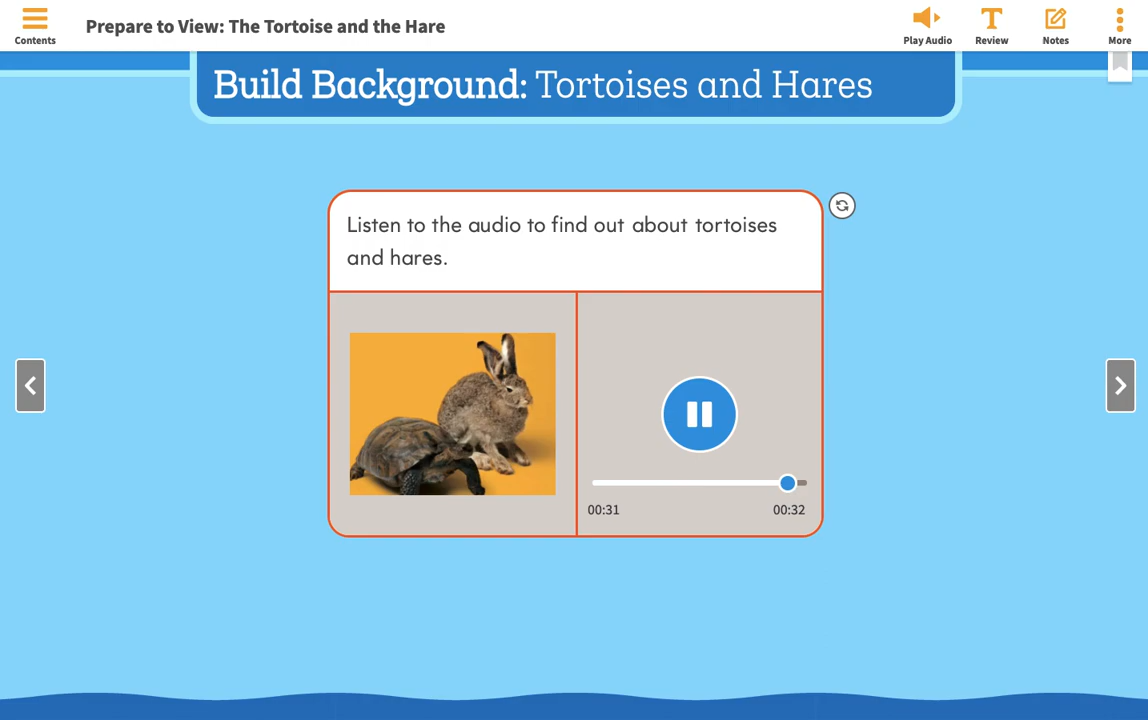 Contents
Prepare to View: The Tortoise and the Hare
Play Audio
Review
Notes
More
Build Background: Tortoises and Hares
Listen to the audio to find out about tortoises
and hares.
00:31
00:32